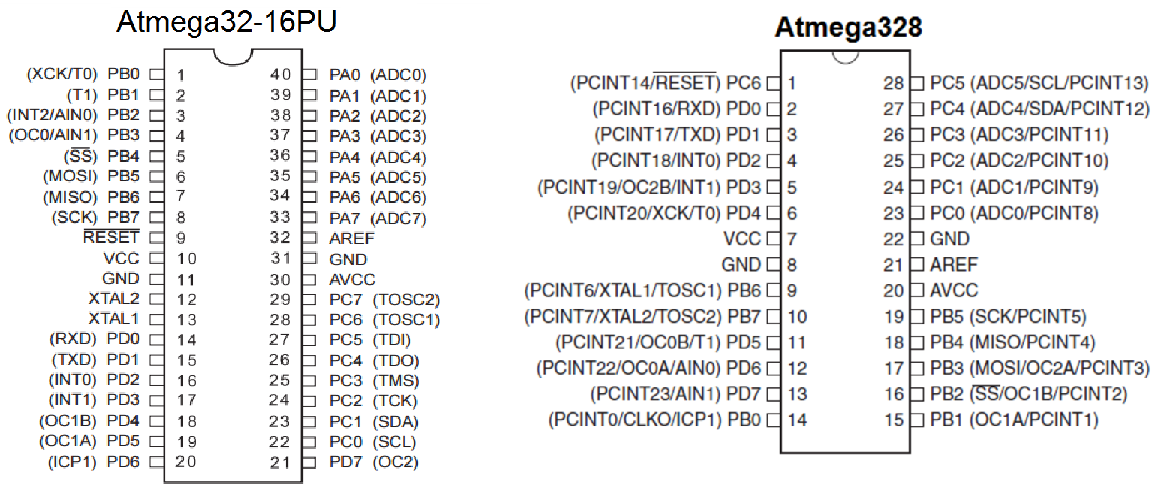 Atmega32-16PU
(XCK/T0) PB0 1 40 PA0 (ADC0)
(T1) PB1 2 39 PA1 (ADC1)
(INT2/AIN0) PB2 3 38 PA2 (ADC2)
(OC0/AIN1) PB3 4 37 PA3 (ADC3)
(SS) PB4 5 36 PA4 (ADC4)
(MOSI) PB5 6 35 PA5 (ADC5)
(MISO) PB6 7 34 PA6 (ADC6)
(SCK) PB7 8 33 PA7 (ADC7)
RESET 9 32 AREF
VCC 10 31 GND
GND 11 30 AVCC
XTAL2 12 29 PC7 (TOSC2)
XTAL1 13 28 PC6 (TOSC1)
(RXD) PD0 14 27 PC5 (TDI)
(TXD) PD1 15 26 PC4 (TDO)
(INT0) PD2 16 25 PC3 (TMS)
(INT1) PD3 17 24 PC2 (TCK)
(OC1B) PD4 18 23 PC1 (SDA)
(OC1A) PD5 19 22 PC0 (SCL)
(ICP1) PD6 20 21 PD7 (OC2)
Atmega328
(PCINT14/RESET) PC6 1 28 PC5 (ADC5/SCL/PCINT13)
(PCINT16/RXD) PD0 2 27 PC4 (ADC4/SDA/PCINT12)
(PCINT17/TXD) PD1 3 26 PC3 (ADC3/PCINT11)
(PCINT18/INT0) PD2 4 25 PC2 (ADC2/PCINT10)
(PCINT19/OC2B/INT1) PD3 5 24 PC1 (ADC1/PCINT9)
(PCINT20/XCK/T0) PD4 6 23 PC0 (ADC0/PCINT8)
VCC 7 22 GND
GND 8 21 AREF
(PCINT6/XTAL1/TOSC1) PB6 9 20 AVCC
(PCINT7/XTAL2/TOSC2) PB7 10 19 PB5 (SCK/PCINT5)
(PCINT21/OC0B/T1) PD5 11 18 PB4 (MISO/PCINT4)
(PCINT22/OC0A/AIN0) PD6 12 17 PB3 (MOSI/OC2A/PCINT3)
(PCINT23/AIN1) PD7 13 16 PB2 (SS/OC1B/PCINT2)
(PCINT0/CLKO/ICP1) PB0 14 15 PB1 (OC1A/PCINT1)